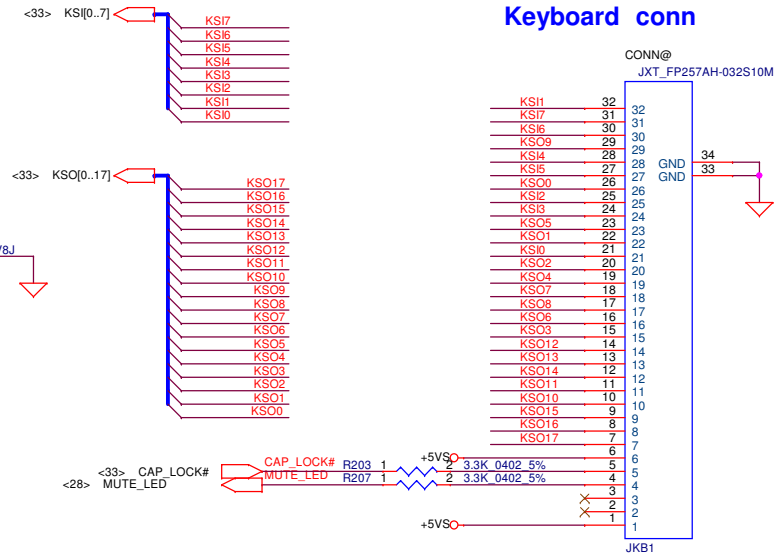 Keyboard conn
<33> KSI[0..7]
KSI7
KSI6
KSI5
KSI4
KSI3
KSI2
KSI1
KSI0
<33> KSO[0..17]
KSO17
KSO16
KSO15
KSO14
KSO13
KSO12
KSO11
KSO10
KSO9
KSO8
KSO7
KSO6
KSO5
KSO4
KSO3
KSO2
KSO1
KSO0
V8J
CONN@
JXT_FP257AH-032S10M
KSI1 32 32
KSI7 31 31
KSI6 30 30
KSO9 29 29
KSI4 28 28 GND 34
KSI5 27 27 GND 33
KSO0 26 26
KSI2 25 25
KSI3 24 24
KSO5 23 23
KSO1 22 22
KSI0 21 21
KSO2 20 20
KSO4 19 19
KSO7 18 18
KSO8 17 17
KSO6 16 16
KSO3 15 15
KSO12 14 14
KSO13 13 13
KSO14 12 12
KSO11 11 11
KSO10 10 10
KSO15 9 9
KSO16 8 8
KSO17 7 7
+5VS 6 6
<33> CAP_LOCK# CAP_LOCK# R203 1 2 3.3K_0402_5% 5 5
<28> MUTE_LED MUTE_LED R207 1 2 3.3K_0402_5% 4 4
3 3
2 2
+5VS 1 1
JKB1